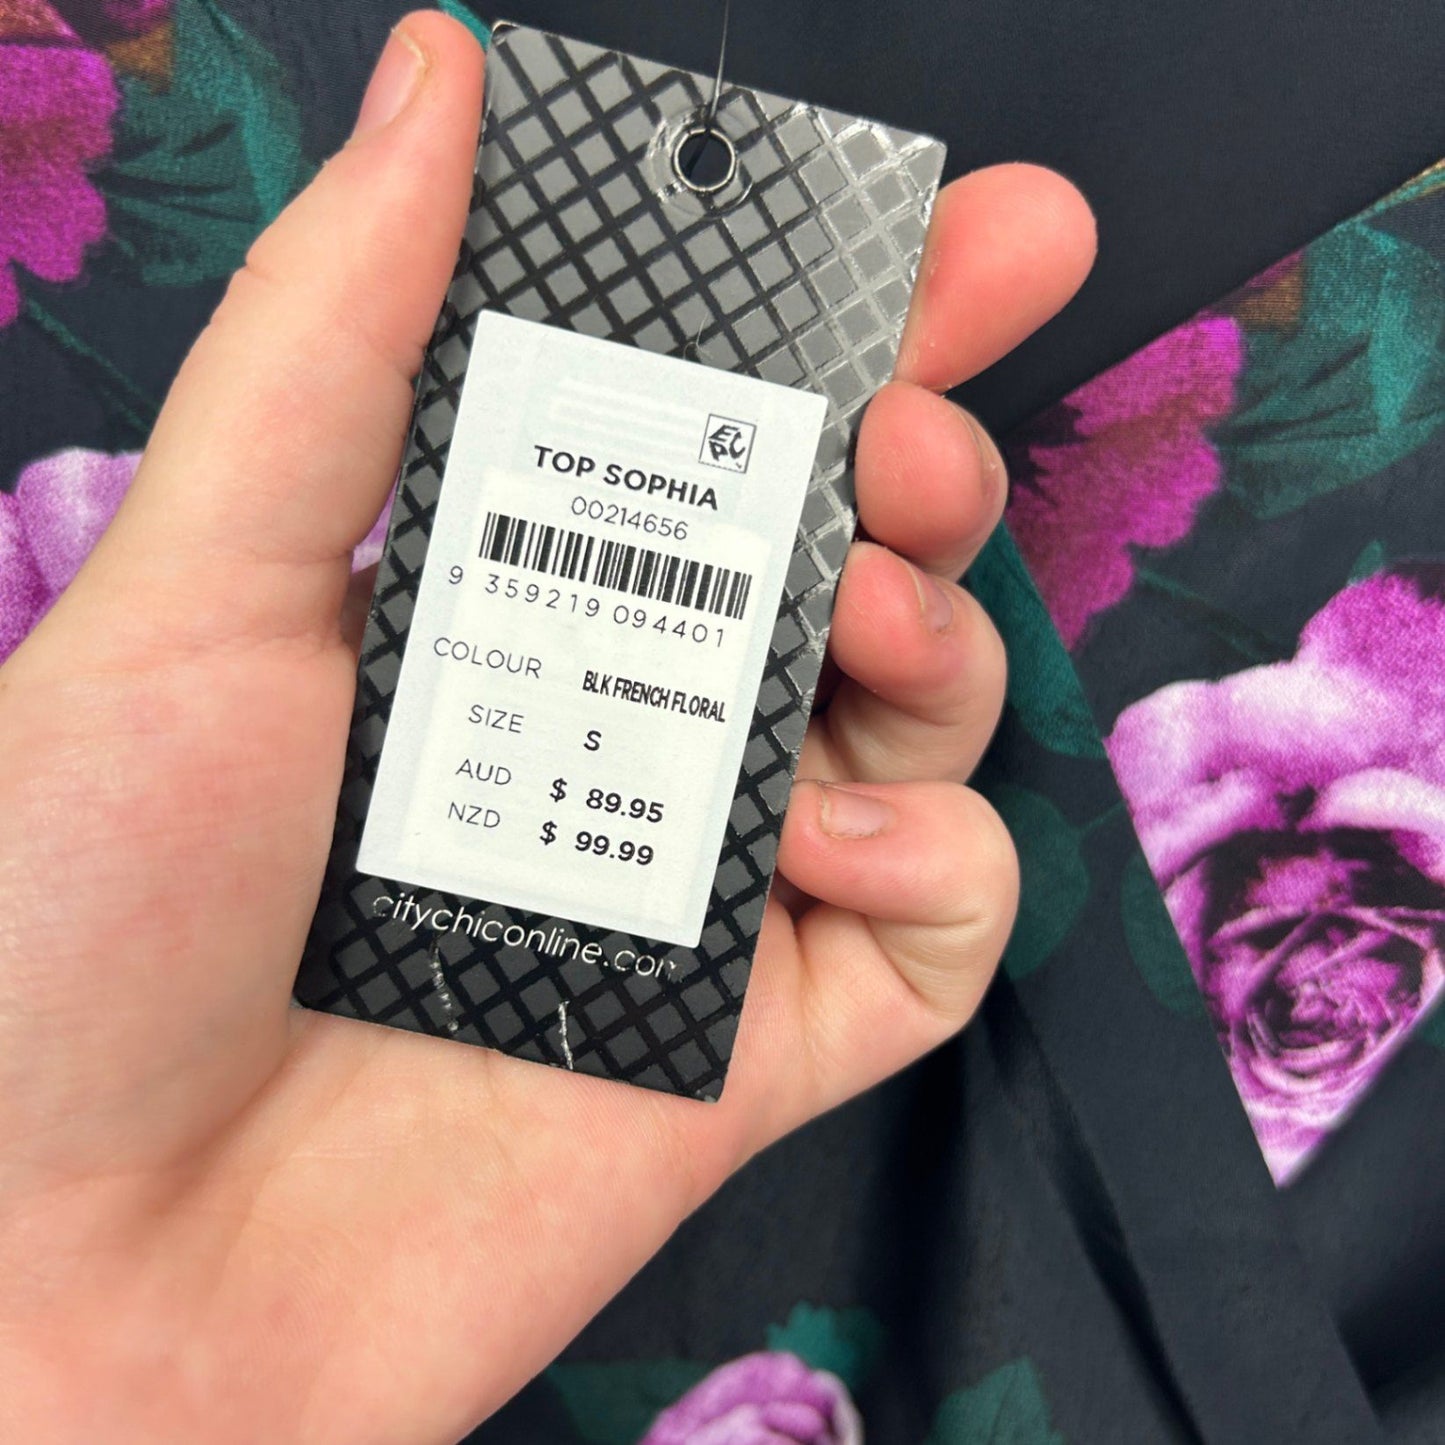 EPC
TOP SOPHIA
00214656
9 359219 094401
COLOUR BLK FRENCH FLORAL
SIZE S
AUD $ 89.95
NZD $ 99.99
citychiconline.com